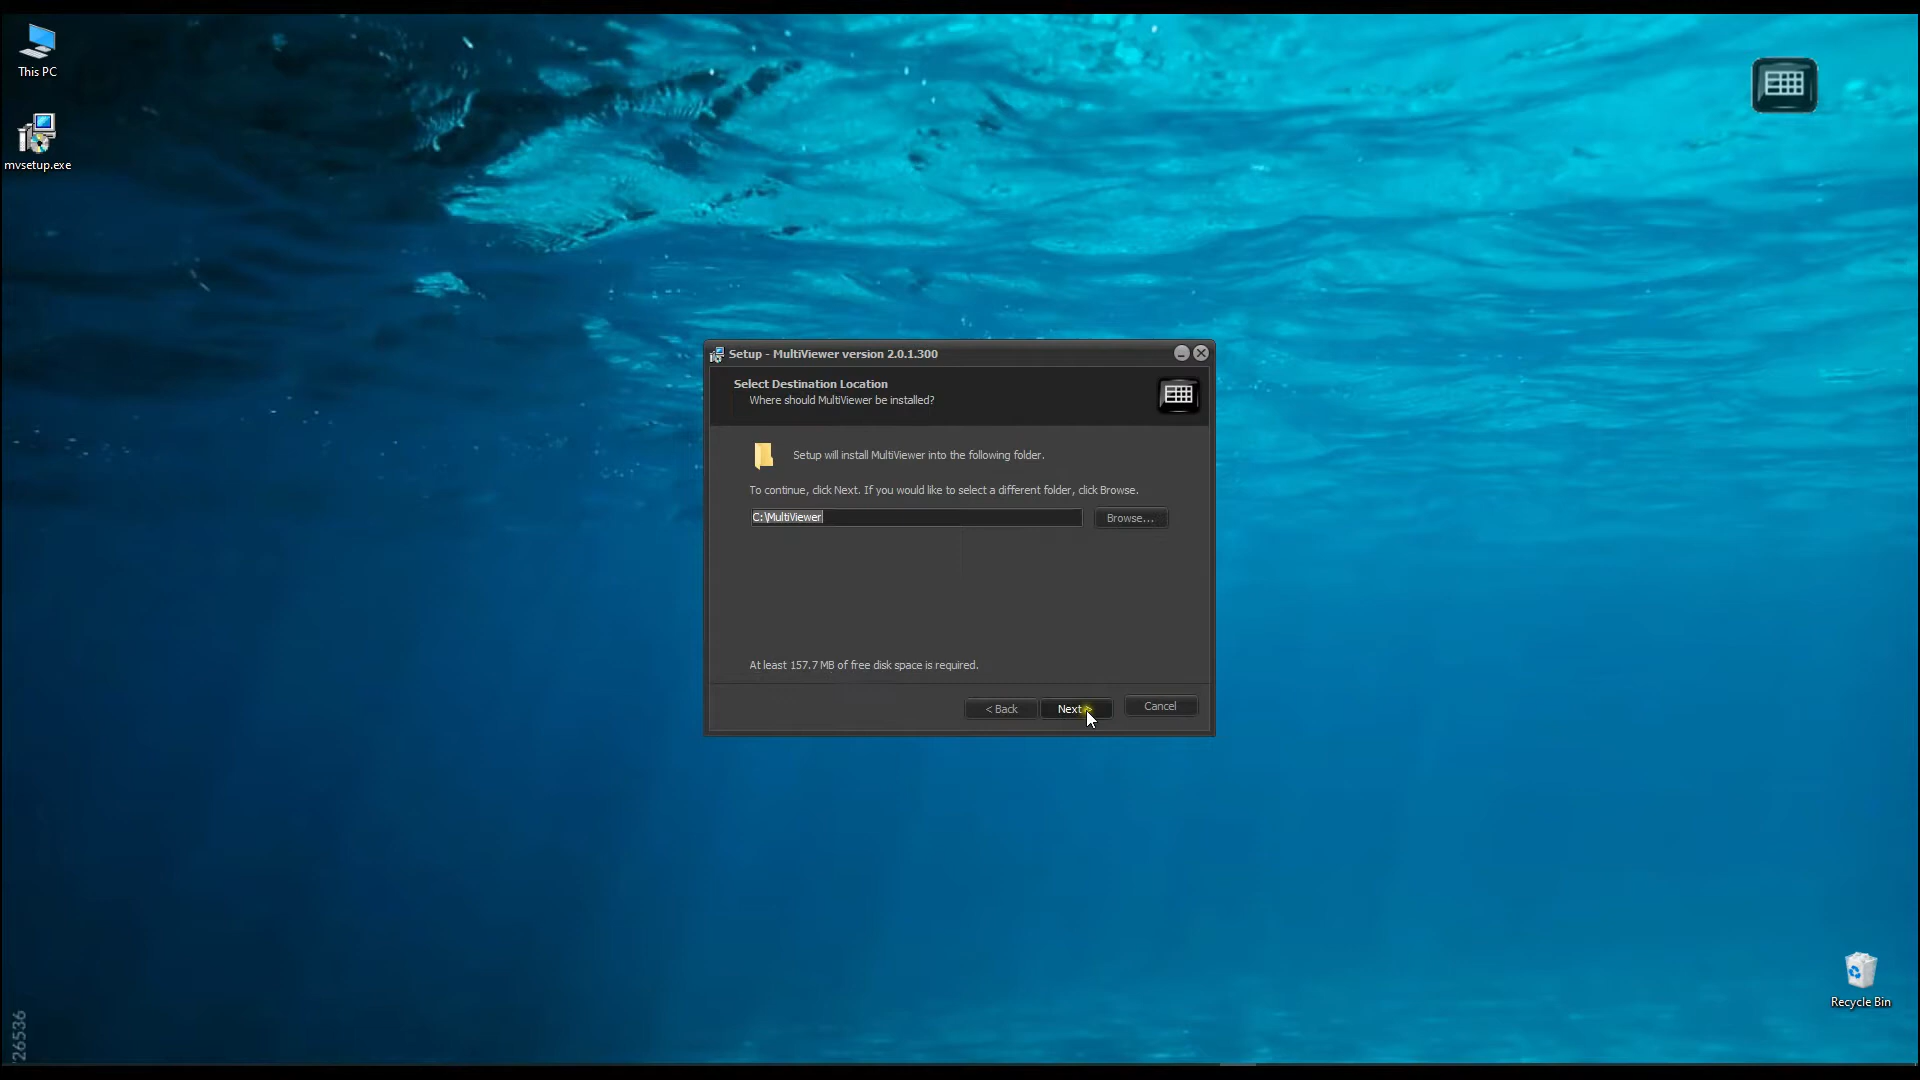 This PC
mvsetup.exe
Setup - MultiViewer version 2.0.1.300
Select Destination Location
Where should MultiViewer be installed?
Setup will install MultiViewer into the following folder.
To continue, click Next. If you would like to select a different folder, click Browse.
C:\MultiViewer
Browse...
At least 157.7 MB of free disk space is required.
< Back
Next >
Cancel
Recycle Bin
26536